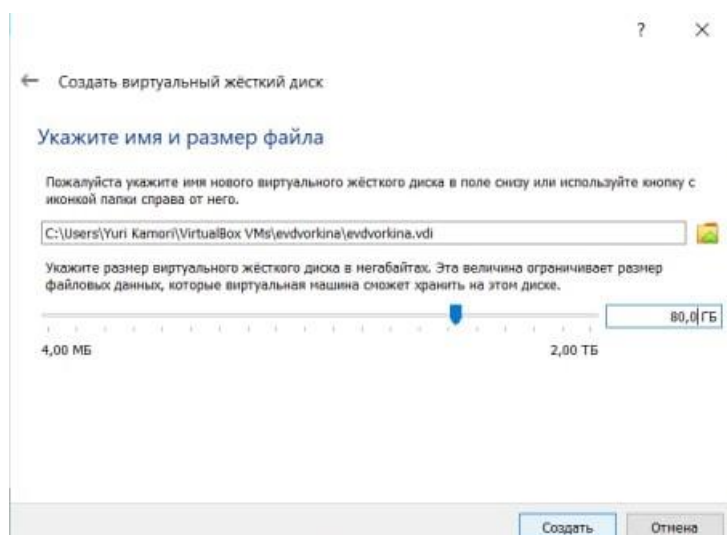 ?
Создать виртуальный жёсткий диск
Укажите имя и размер файла
Пожалуйста укажите имя нового виртуального жёсткого диска в поле снизу или используйте кнопку с
иконкой папки справа от него.
C:\Users\Yuri Kamori\VirtualBox VMs\evdvorkina\evdvorkina.vdi
Укажите размер виртуального жёсткого диска в мегабайтах. Эта величина ограничивает размер
файловых данных, которые виртуальная машина сможет хранить на этом диске.
80,0 ГБ
4,00 МБ 2,00 ТБ
Создать Отмена